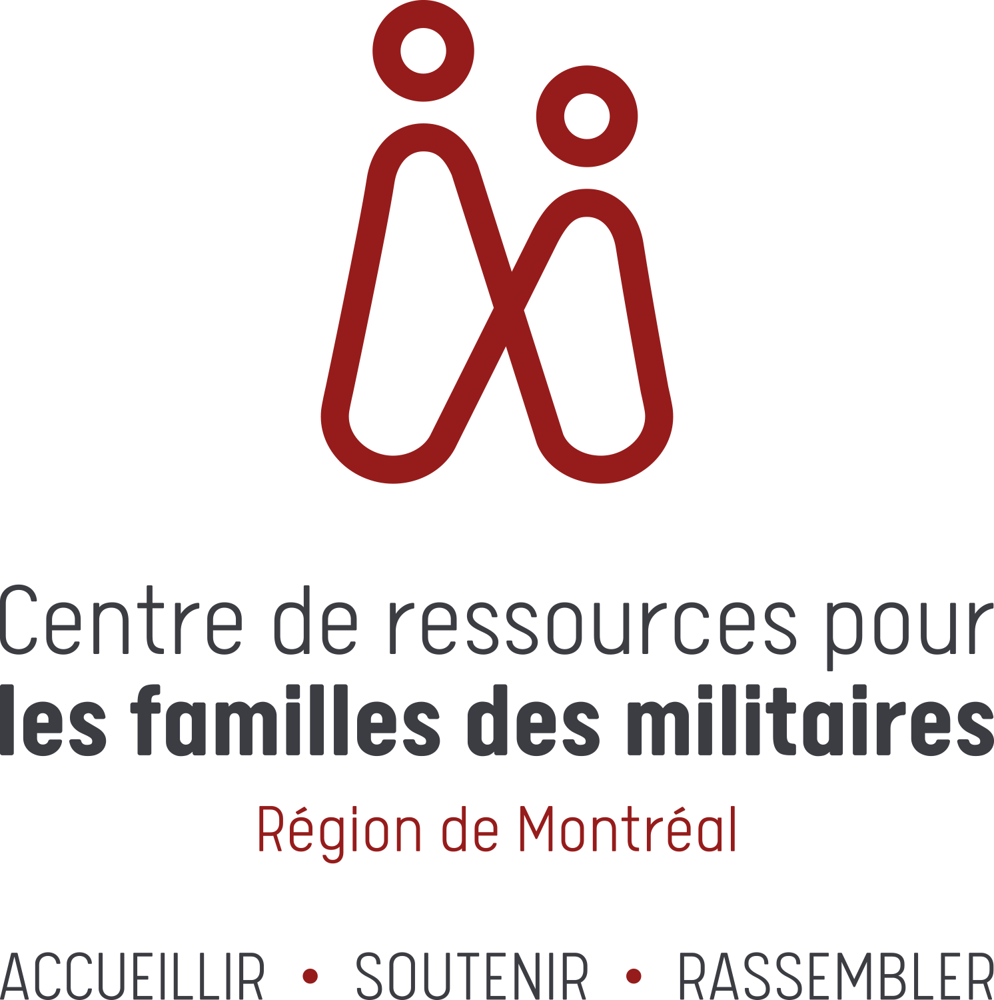 Centre de ressources pour
les familles des militaires
Région de Montréal
ACCUEILLIR • SOUTENIR • RASSEMBLER